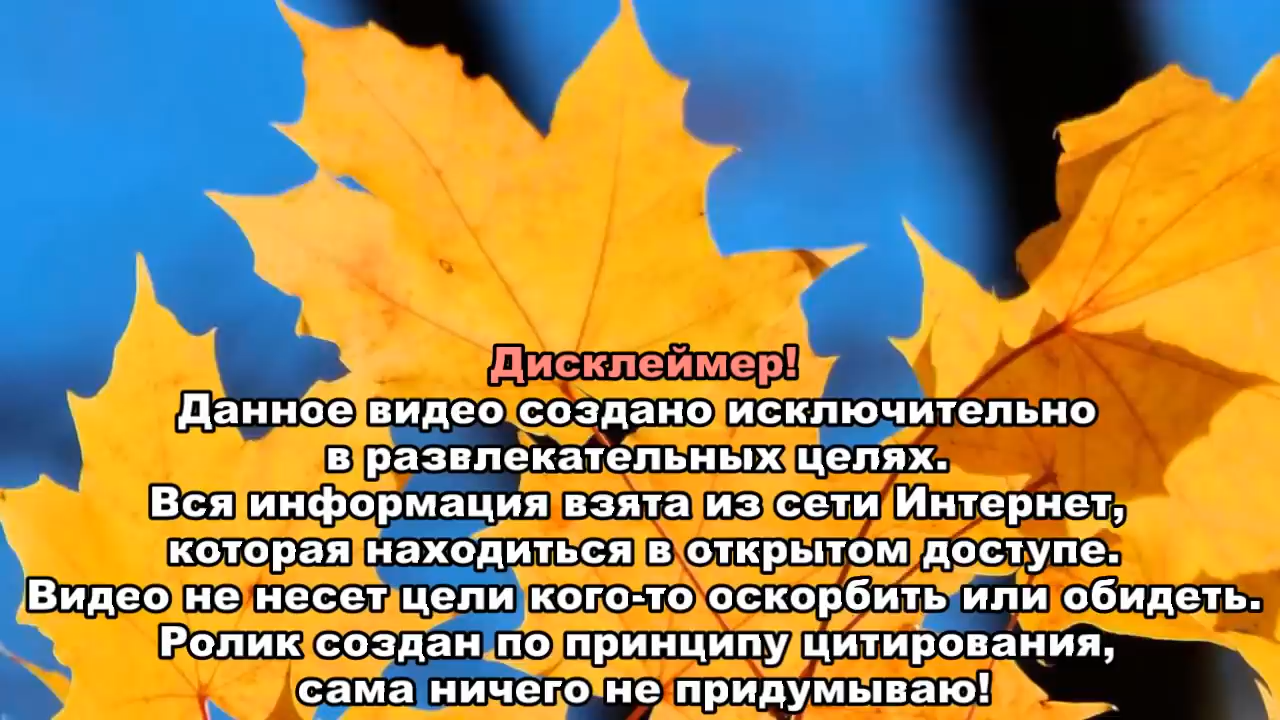 Дисклеймер!
Данное видео создано исключительно
в развлекательных целях.
Вся информация взята из сети Интернет,
которая находиться в открытом доступе.
Видео не несет цели кого-то оскорбить или обидеть.
Ролик создан по принципу цитирования,
сама ничего не придумываю!